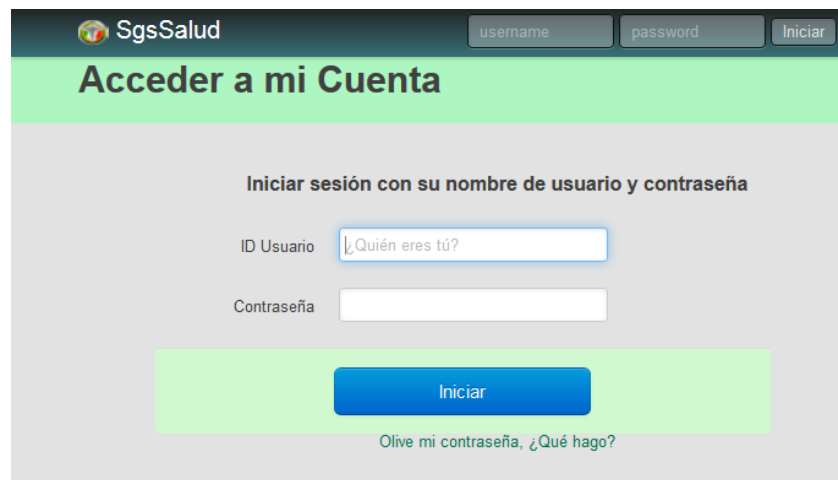 SgsSalud username password Iniciar
Acceder a mi Cuenta
Iniciar sesión con su nombre de usuario y contraseña
ID Usuario ¿Quién eres tú?
Contraseña
Iniciar
Olive mi contraseña, ¿Qué hago?